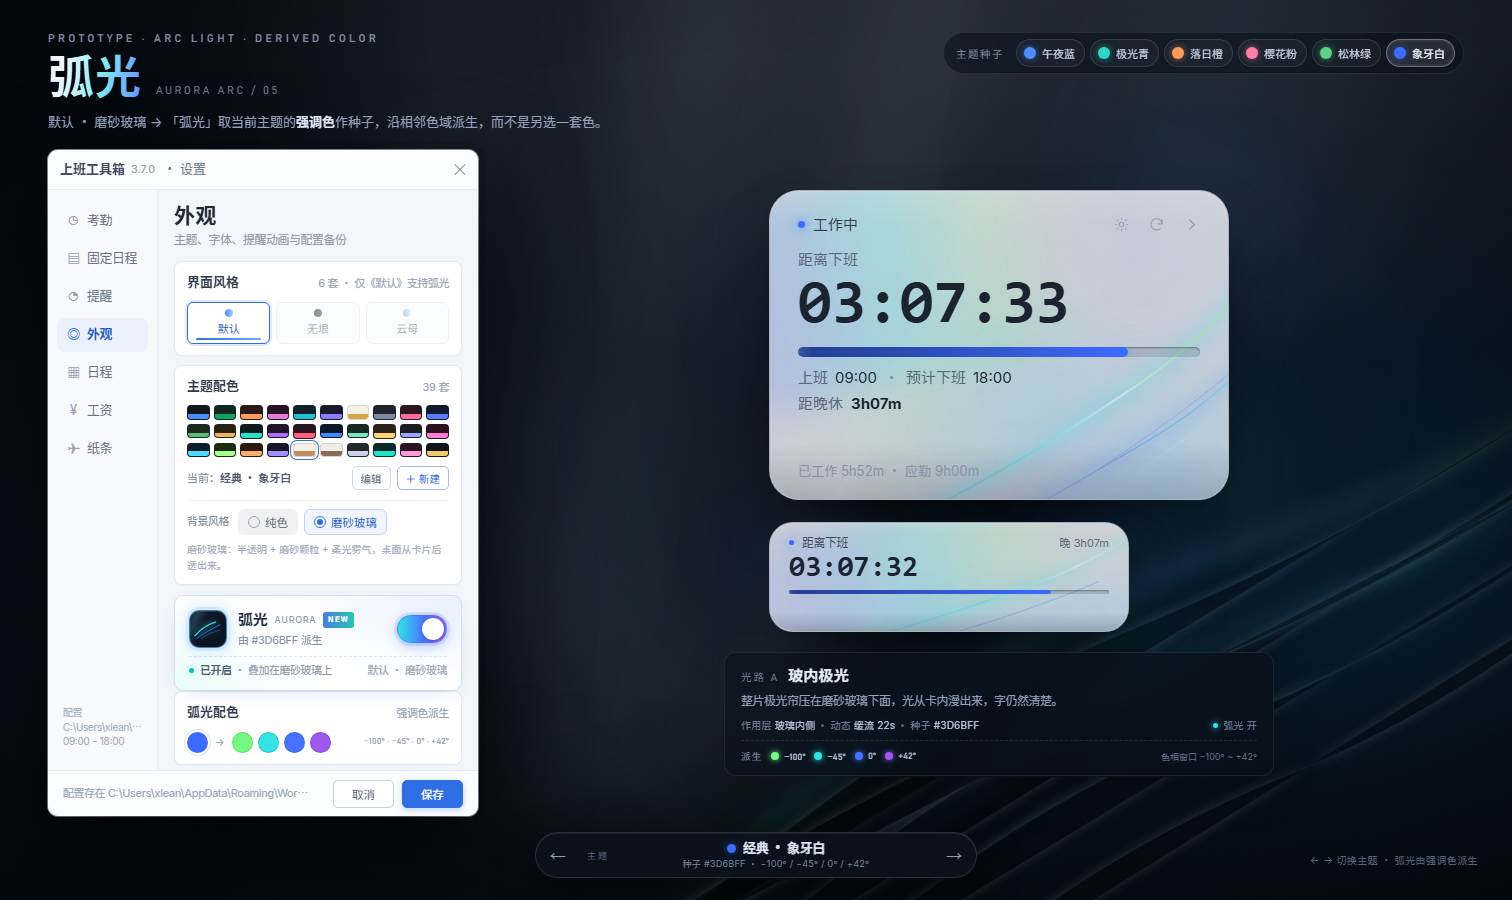 PROTOTYPE · ARC LIGHT · DERIVED COLOR
弧光 AURORA ARC / 05
默认 · 磨砂玻璃 → 「弧光」取当前主题的强调色作种子，沿相邻色域派生，而不是另选一套色。
主题种子 午夜蓝 极光青 落日橙 樱花粉 松林绿 象牙白
上班工具箱 3.7.0 · 设置
考勤
固定日程
提醒
外观
日程
工资
纸条
配置
C:\Users\xlean\···
09:00 – 18:00
外观
主题、字体、提醒动画与配置备份
界面风格 6 套 · 仅《默认》支持弧光
默认 无垠 云母
主题配色 39 套
当前：经典 · 象牙白 编辑 + 新建
背景风格 纯色 磨砂玻璃
磨砂玻璃：半透明 + 磨砂颗粒 + 柔光雾气，桌面从卡片后
透出来。
弧光 AURORA NEW
由 #3D6BFF 派生
已开启 · 叠加在磨砂玻璃上 默认 · 磨砂玻璃
弧光配色 强调色派生
→ −100° · −45° · 0° · +42°
配置存在 C:\Users\xlean\AppData\Roaming\Wor··· 取消 保存
工作中
距离下班
03:07:33
上班 09:00 · 预计下班 18:00
距晚休 3h07m
已工作 5h52m · 应勤 9h00m
距离下班 晚 3h07m
03:07:32
光路 A 玻内极光
整片极光帘压在磨砂玻璃下面，光从卡内漫出来，字仍然清楚。
作用层 玻璃内侧 · 动态 缓流 22s · 种子 #3D6BFF 弧光 开
派生 −100° −45° 0° +42° 色相窗口 −100° ~ +42°
← 主题 经典 · 象牙白 →
种子 #3D6BFF · −100° / −45° / 0° / +42°
← → 切换主题 · 弧光由强调色派生